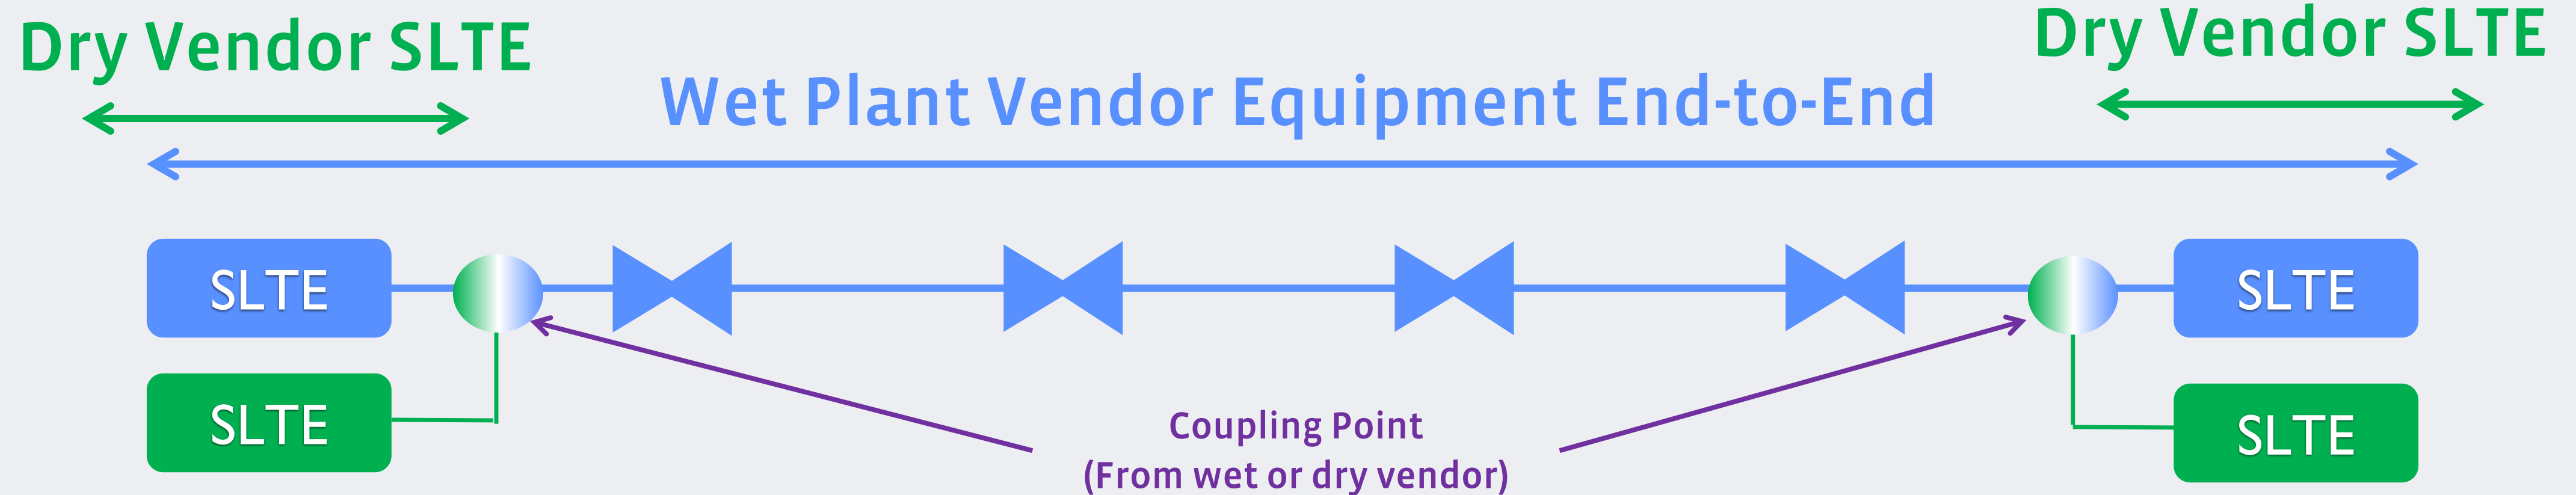 Dry Vendor SLTE
Dry Vendor SLTE
Wet Plant Vendor Equipment End-to-End
SLTE
SLTE
SLTE
SLTE
Coupling Point
(From wet or dry vendor)